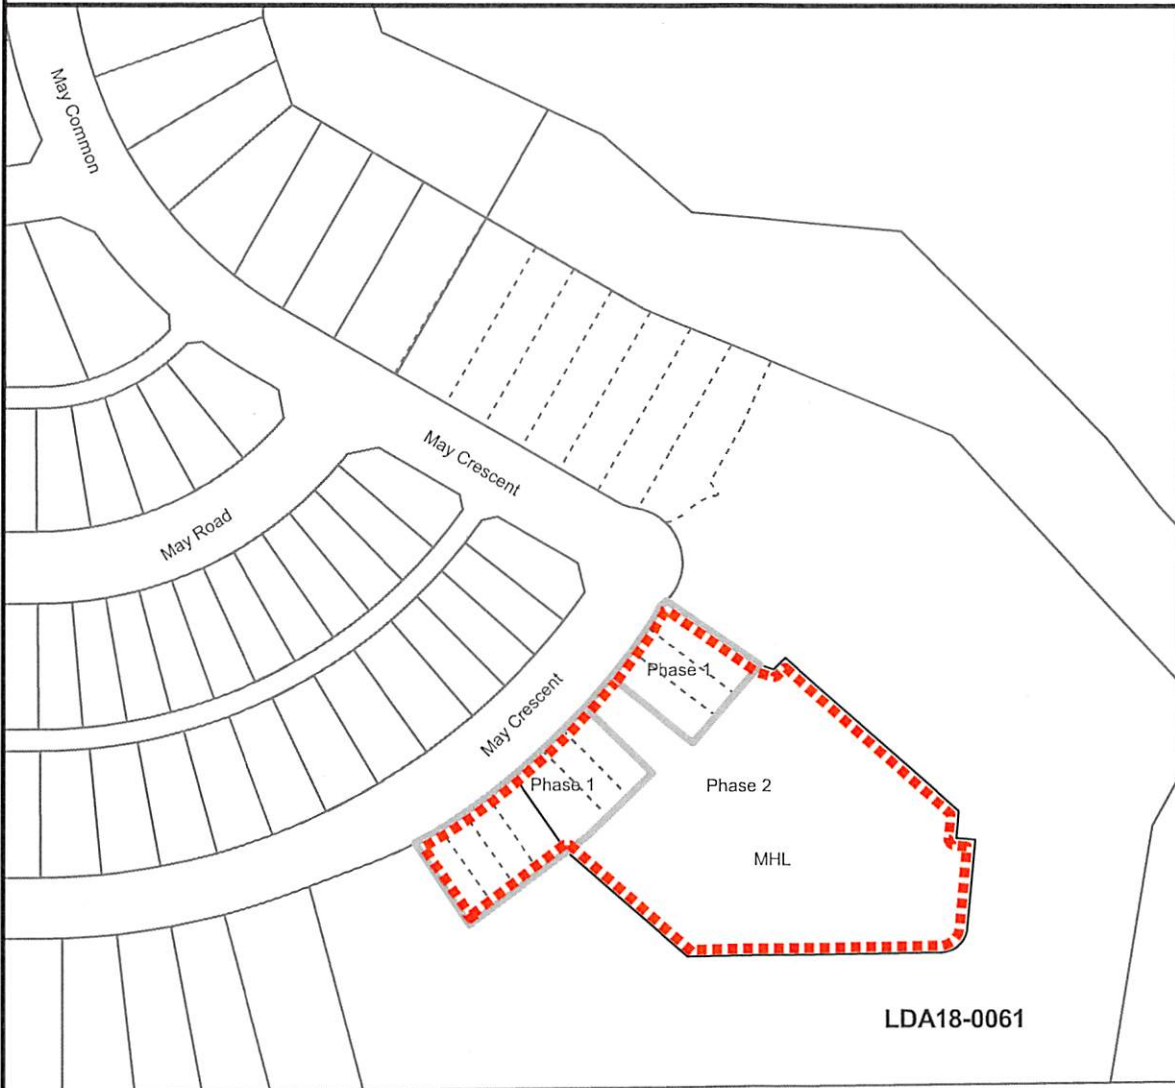 May Common
May Crescent
May Road
Phase 1
May Crescent
Phase 1
Phase 2
MHL
LDA18-0061